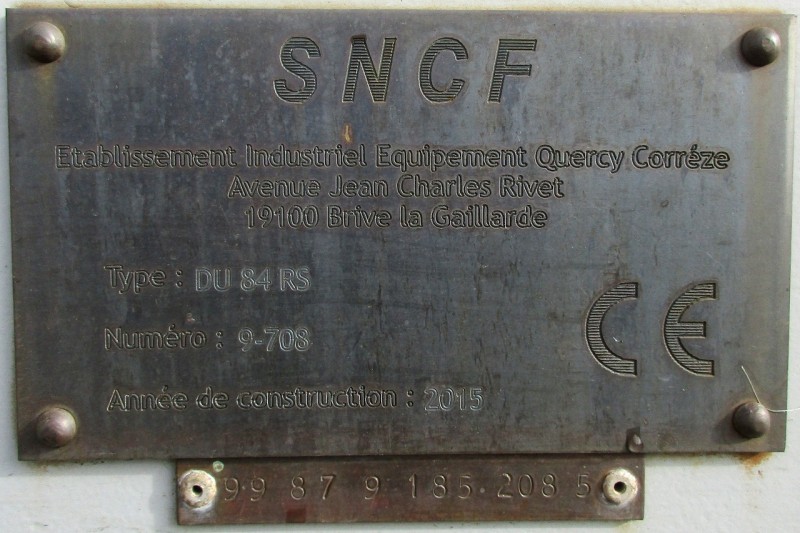 SNCF
Etablissement Industriel Equipement Quercy Corréze
Avenue Jean Charles Rivet
19100 Brive la Gaillarde
Type : DU 84 RS
Numéro : 9-708
CE
Année de construction : 2015
99 87 9 185 208 5